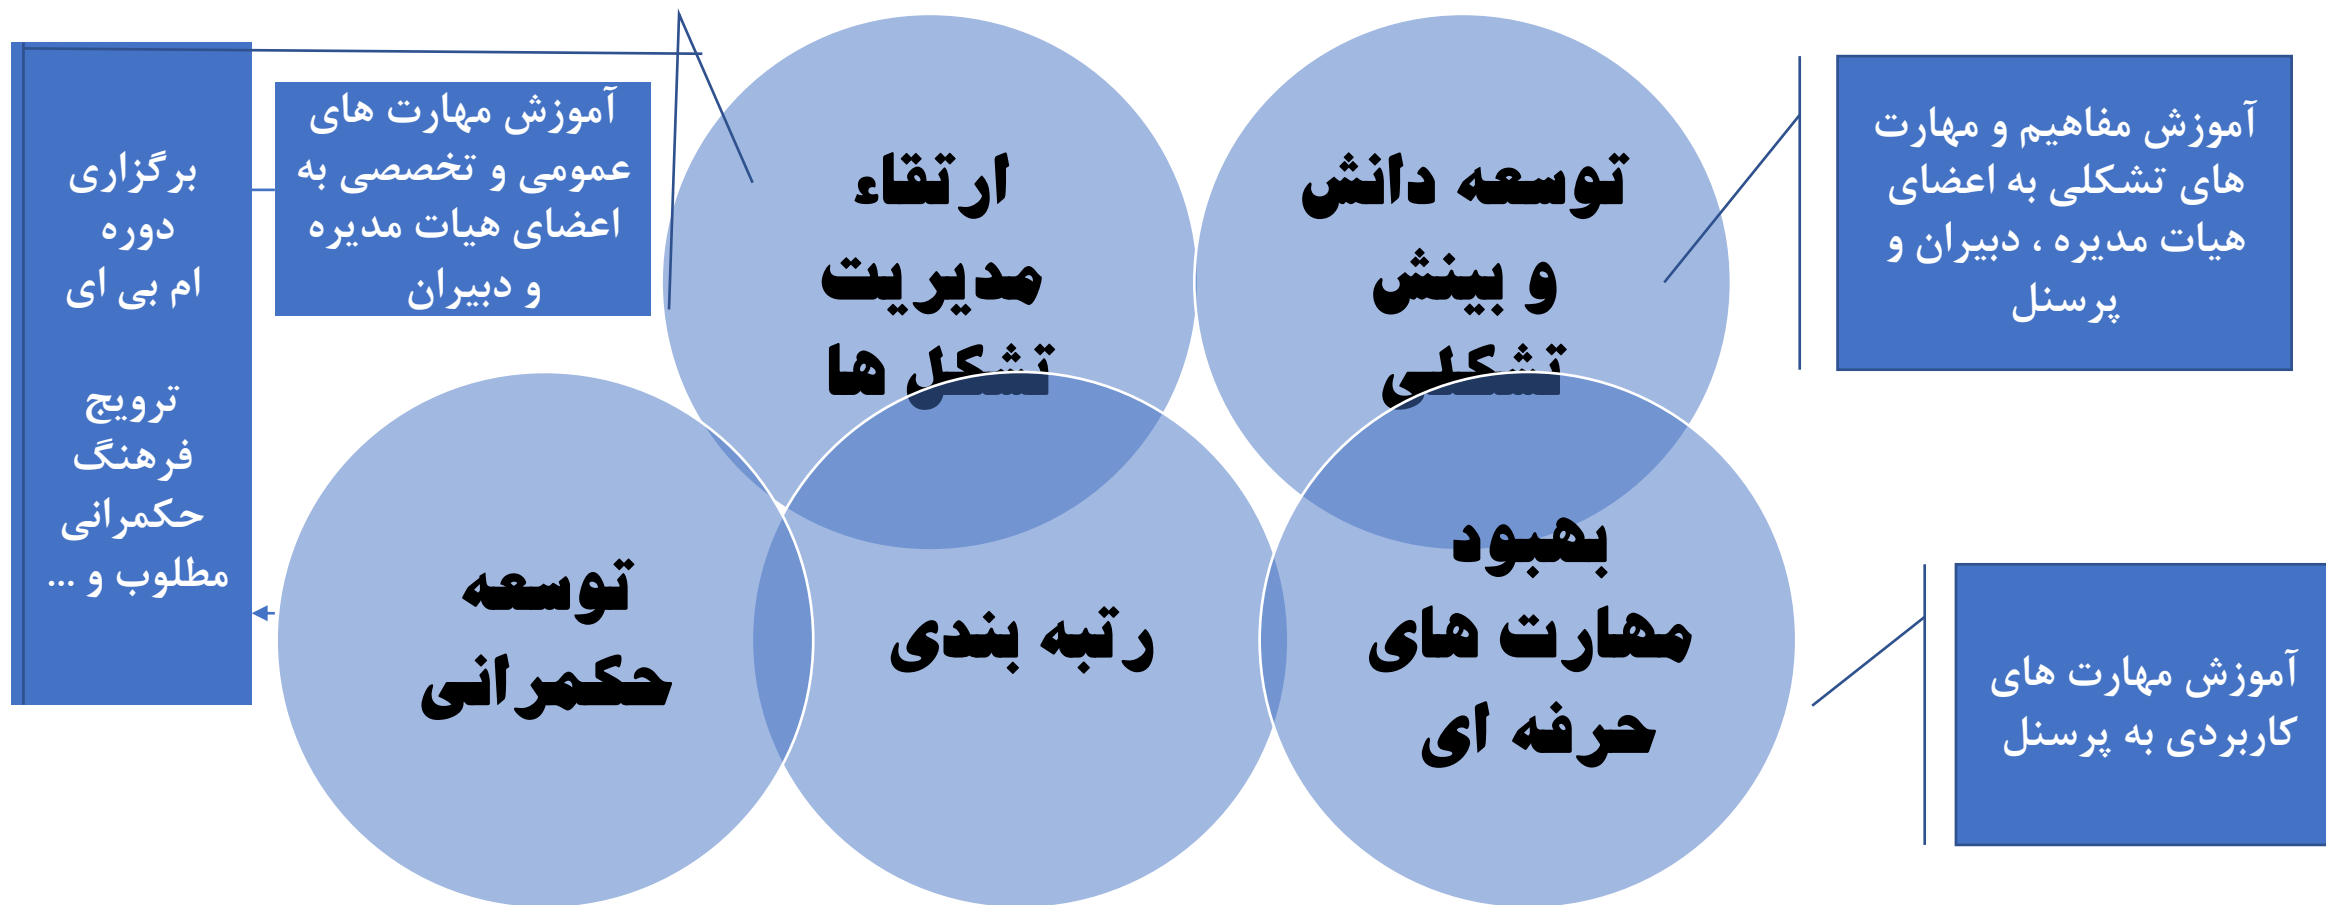 آموزش مفاهیم و مهارت
های تشکلی به اعضای
هیات مدیره ، دبیران و
پرسنل
توسعه دانش
و بینش
تشکلی
ارتقاء
مدیریت
تشکل ها
آموزش مهارت های
عمومی و تخصصی به
اعضای هیات مدیره
و دبیران
برگزاری
دوره
ام بی ای
ترویج
فرهنگ
حکمرانی
مطلوب و ...
آموزش مهارت های
کاربردی به پرسنل
بهبود
مهارت های
حرفه ای
رتبه بندی
توسعه
حکمرانی